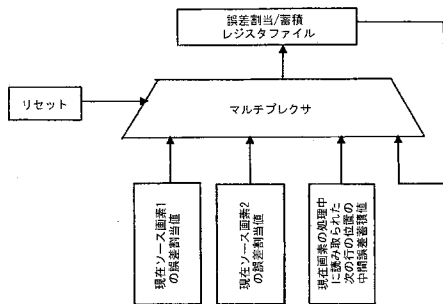 誤差割当/蓄積
レジスタファイル
リセット
マルチプレクサ
現在ソース画素1
の誤差割当値
現在ソース画素2
の誤差割当値
現在画素の処理中
に読み取られた
次の行の位置の
中間誤差蓄積値